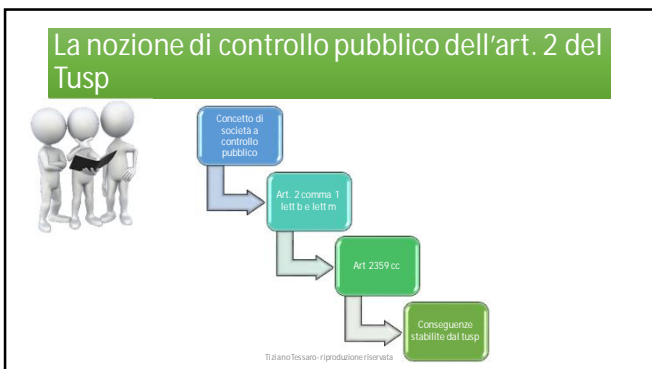 La nozione di controllo pubblico dell'art. 2 del
Tusp
Concetto di
società a
controllo
pubblico
Art. 2 comma 1
lett b e lett m
Art 2359 cc
Conseguenze
stabilite dal tusp
Tiziano Tessaro- riproduzione riservata